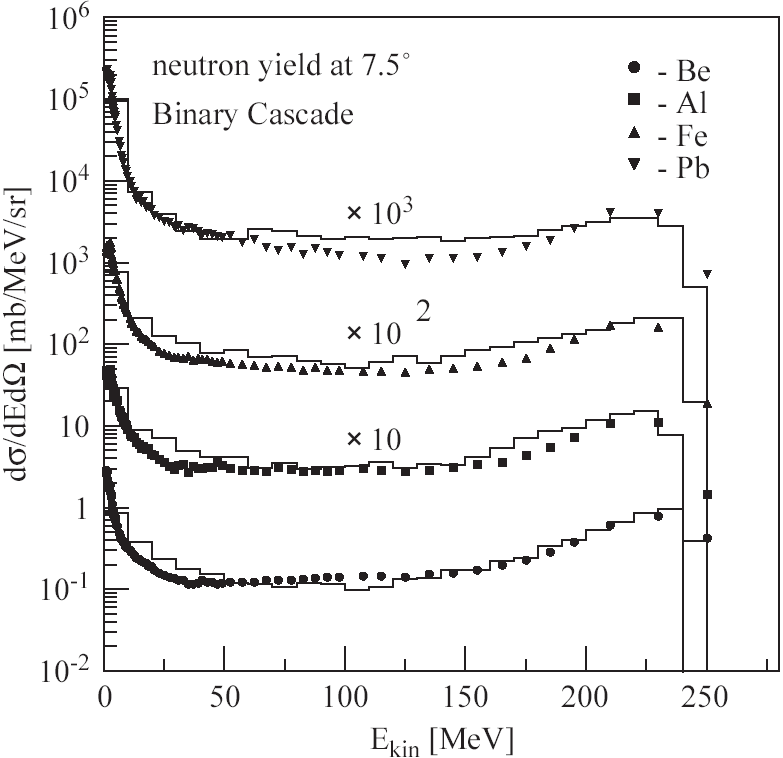 neutron yield at 7.5°
Binary Cascade
- Be
- Al
- Fe
- Pb
× 10³
× 10 ²
× 10
dσ/dEdΩ [mb/MeV/sr]
10⁶
10⁵
10⁴
10³
10²
10
1
10⁻¹
10⁻²
0 50 100 150 200 250
E_kin [MeV]